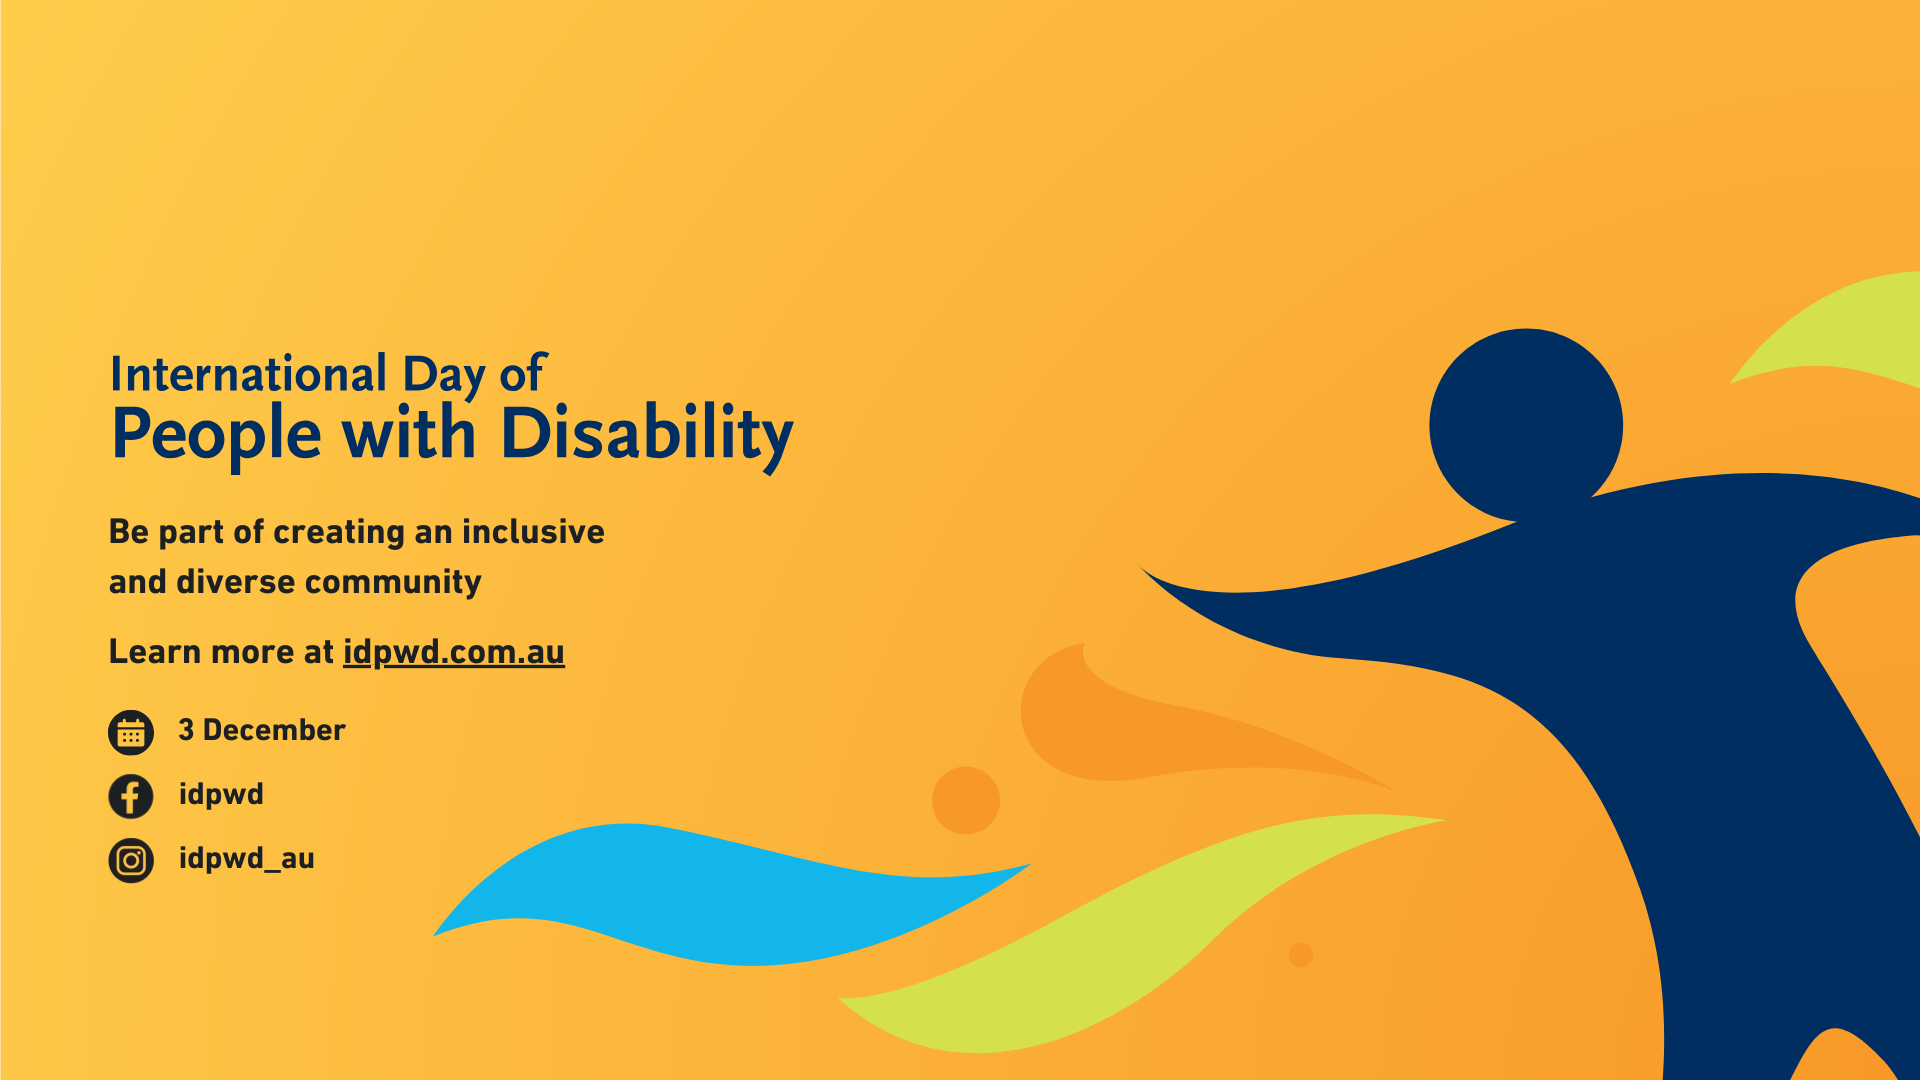 International Day of
People with Disability
Be part of creating an inclusive
and diverse community
Learn more at idpwd.com.au
3 December
idpwd
idpwd_au